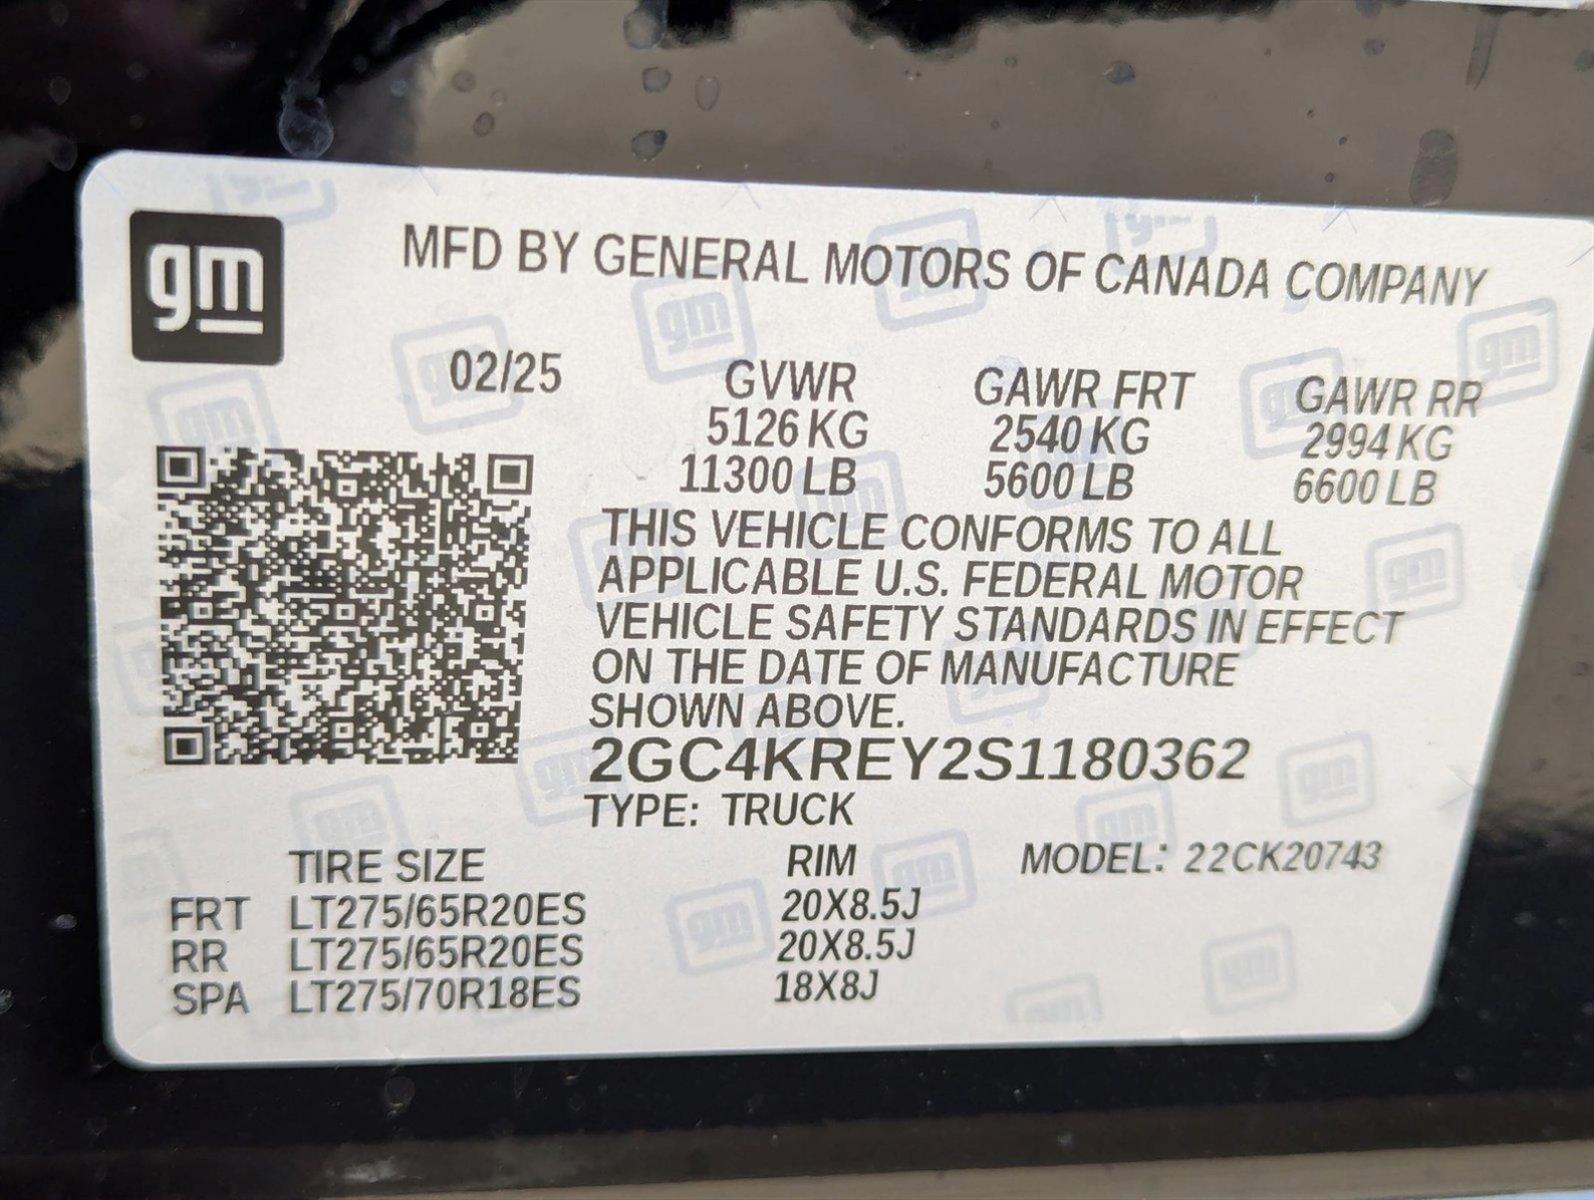 gm
MFD BY GENERAL MOTORS OF CANADA COMPANY
02/25 GVWR GAWR FRT GAWR RR
5126 KG 2540 KG 2994 KG
11300 LB 5600 LB 6600 LB
THIS VEHICLE CONFORMS TO ALL
APPLICABLE U.S. FEDERAL MOTOR
VEHICLE SAFETY STANDARDS IN EFFECT
ON THE DATE OF MANUFACTURE
SHOWN ABOVE.
2GC4KREY2S1180362
TYPE: TRUCK
TIRE SIZE RIM MODEL: 22CK20743
FRT LT275/65R20ES 20X8.5J
RR LT275/65R20ES 20X8.5J
SPA LT275/70R18ES 18X8J